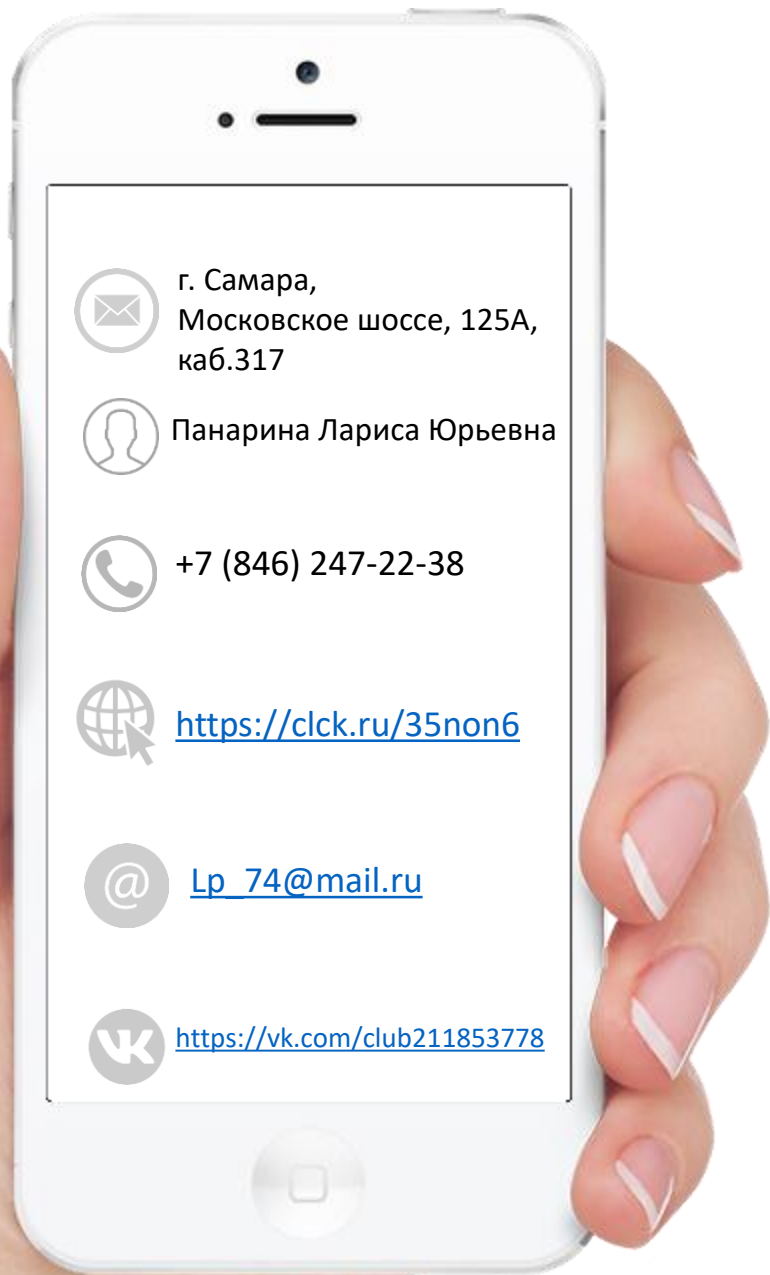 г. Самара,
Московское шоссе, 125А,
каб.317
Панарина Лариса Юрьевна
+7 (846) 247-22-38
https://clck.ru/35non6
@
Lp_74@mail.ru
https://vk.com/club211853778